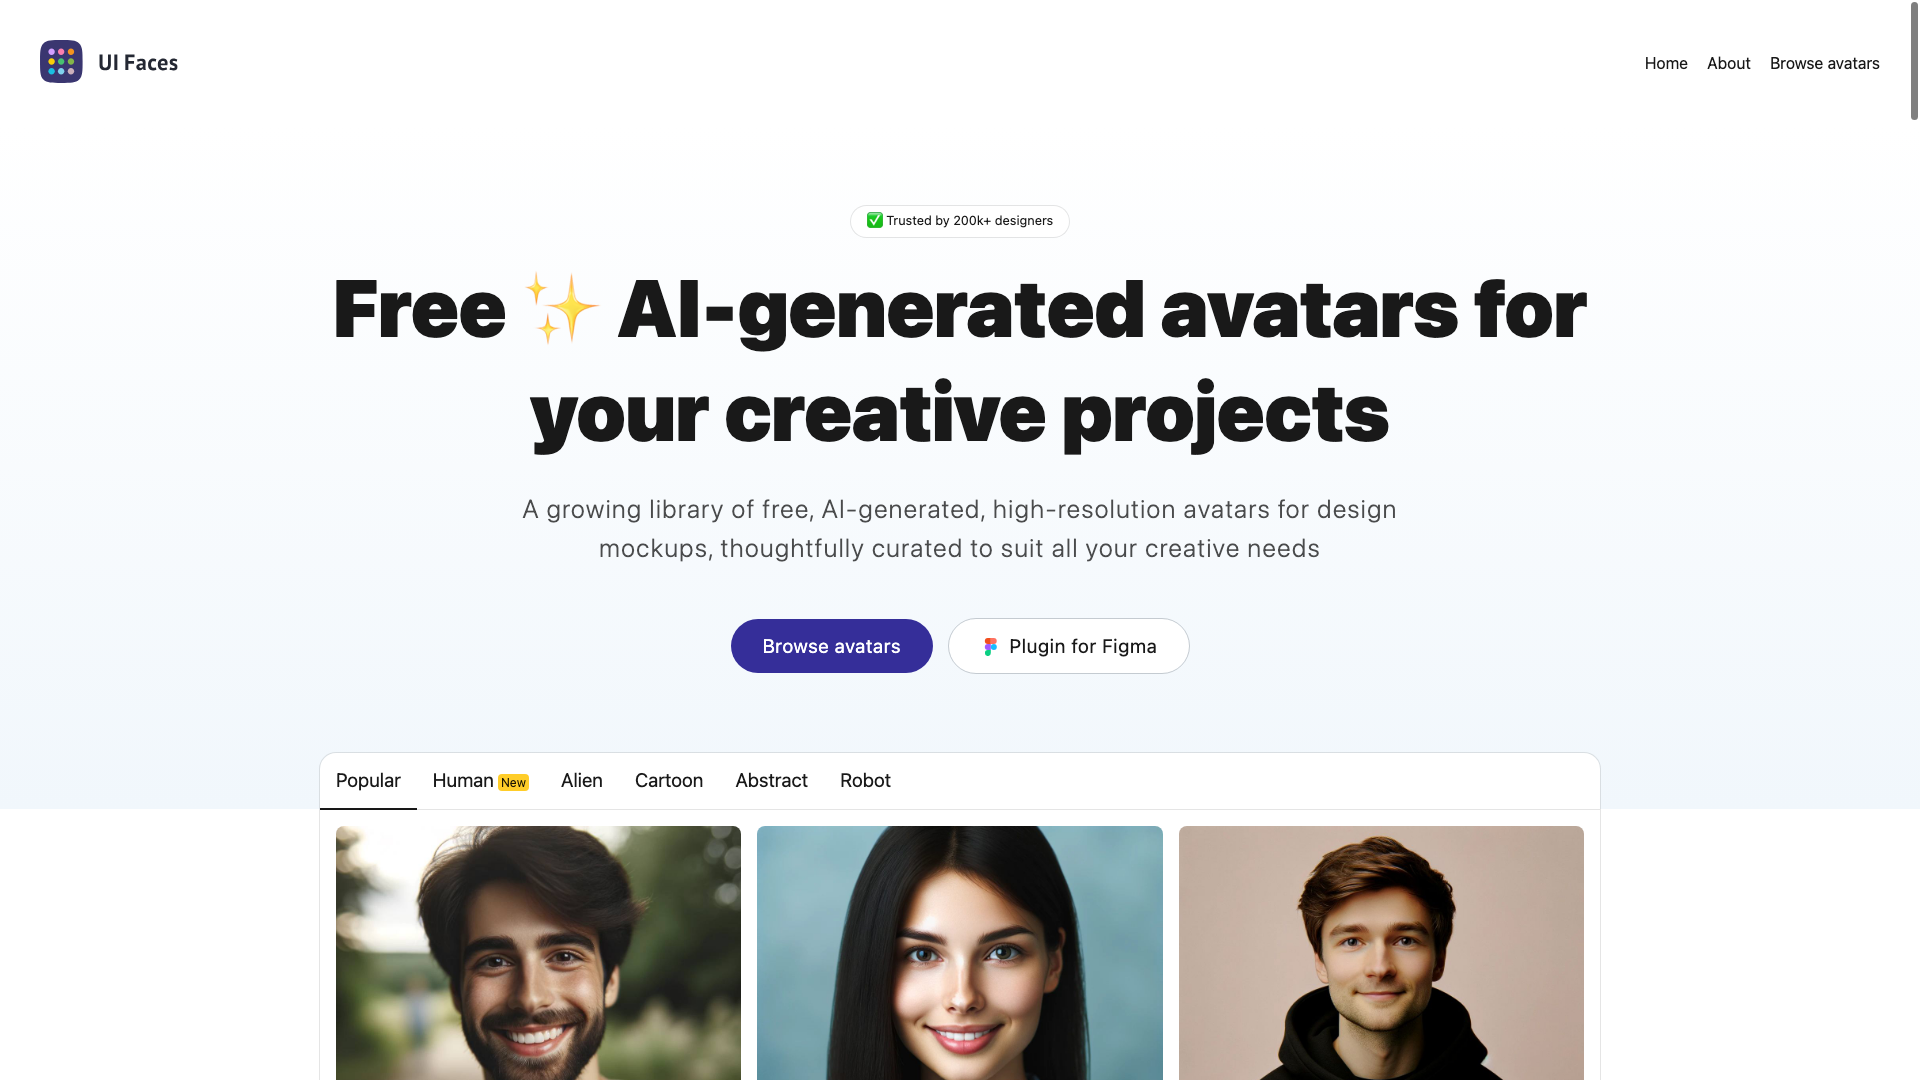 UI Faces
Home About Browse avatars
✅ Trusted by 200k+ designers
Free ✨ AI-generated avatars for
your creative projects
A growing library of free, AI-generated, high-resolution avatars for design
mockups, thoughtfully curated to suit all your creative needs
Browse avatars Plugin for Figma
Popular Human New Alien Cartoon Abstract Robot